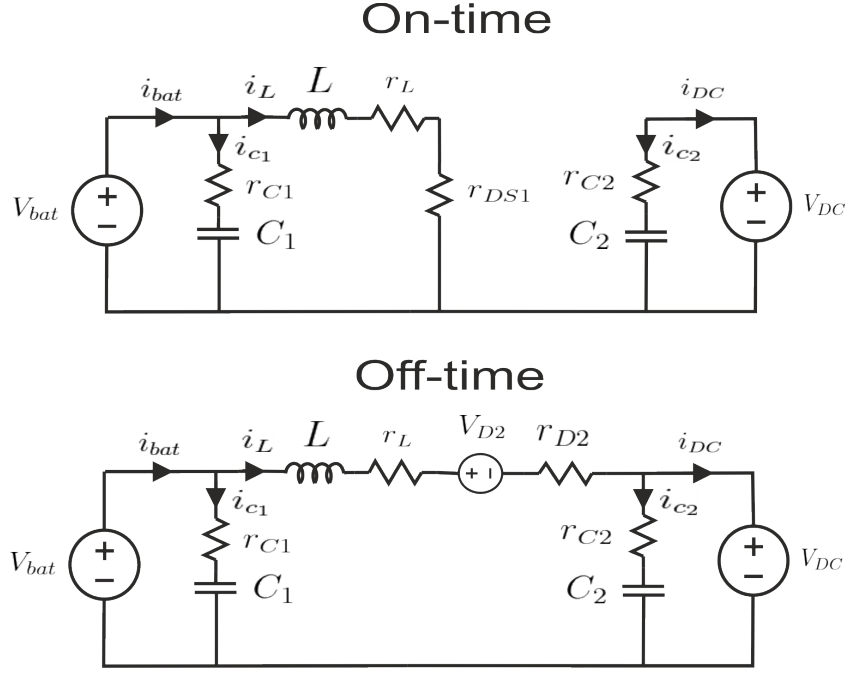 On-time
i_bat i_L L r_L i_DC
i_c1 i_c2
r_C1 r_DS1 r_C2
V_bat + − C_1 C_2 + − V_DC
Off-time
i_bat i_L L r_L V_D2 r_D2 i_DC
+ −
i_c1 i_c2
r_C1 r_C2
V_bat + − C_1 C_2 + − V_DC